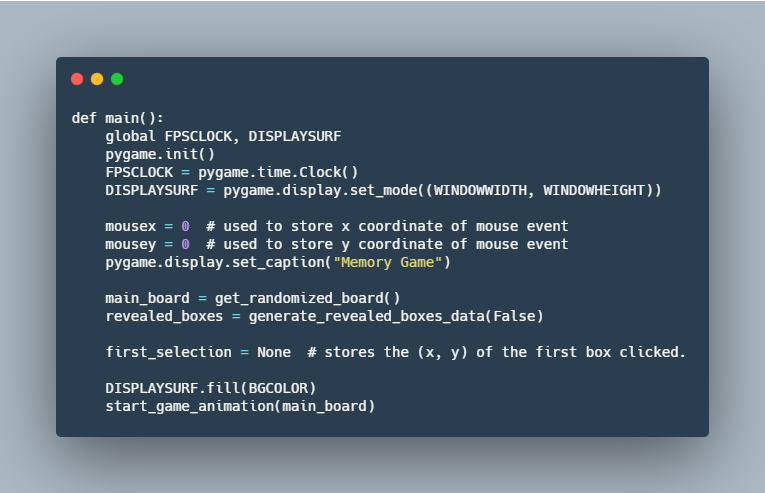 def main():
    global FPSCLOCK, DISPLAYSURF
    pygame.init()
    FPSCLOCK = pygame.time.Clock()
    DISPLAYSURF = pygame.display.set_mode((WINDOWWIDTH, WINDOWHEIGHT))

    mousex = 0  # used to store x coordinate of mouse event
    mousey = 0  # used to store y coordinate of mouse event
    pygame.display.set_caption("Memory Game")

    main_board = get_randomized_board()
    revealed_boxes = generate_revealed_boxes_data(False)

    first_selection = None  # stores the (x, y) of the first box clicked.

    DISPLAYSURF.fill(BGCOLOR)
    start_game_animation(main_board)